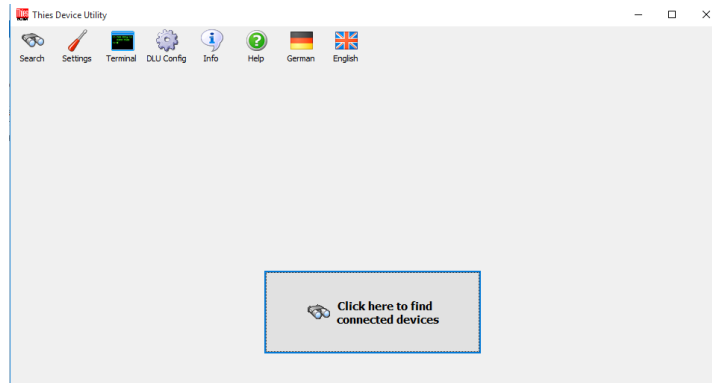 Thies Device Utility
Search Settings Terminal DLU Config Info Help German English
Click here to find
connected devices